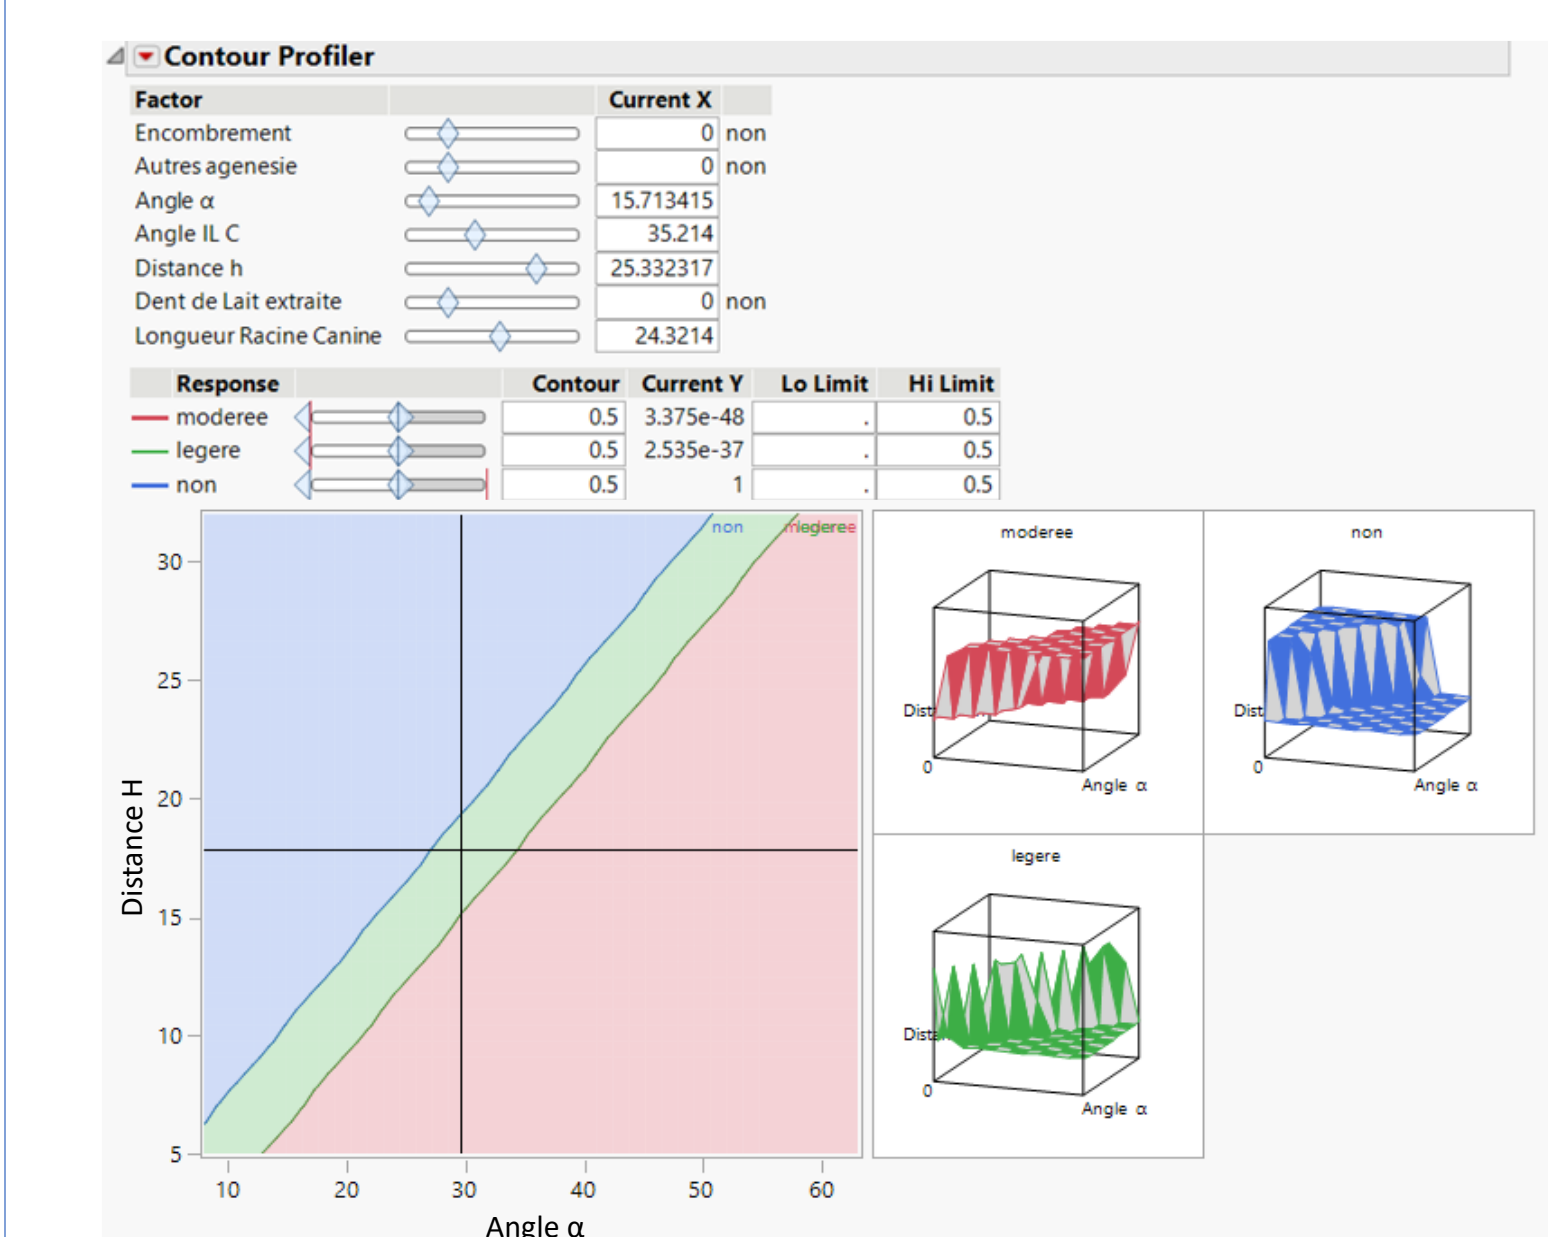 Contour Profiler
Factor Current X
Encombrement 0 non
Autres agenesie 0 non
Angle α 15.713415
Angle IL C 35.214
Distance h 25.332317
Dent de Lait extraite 0 non
Longueur Racine Canine 24.3214
Response Contour Current Y Lo Limit Hi Limit
moderee 0.5 3.375e-48 . 0.5
legere 0.5 2.535e-37 . 0.5
non 0.5 1 . 0.5
non legere
30
25
20
15
10
5
Distance H
10 20 30 40 50 60
Angle α
moderee
Dist
0
Angle α
non
Dist
0
Angle α
legere
Dista
0
Angle α